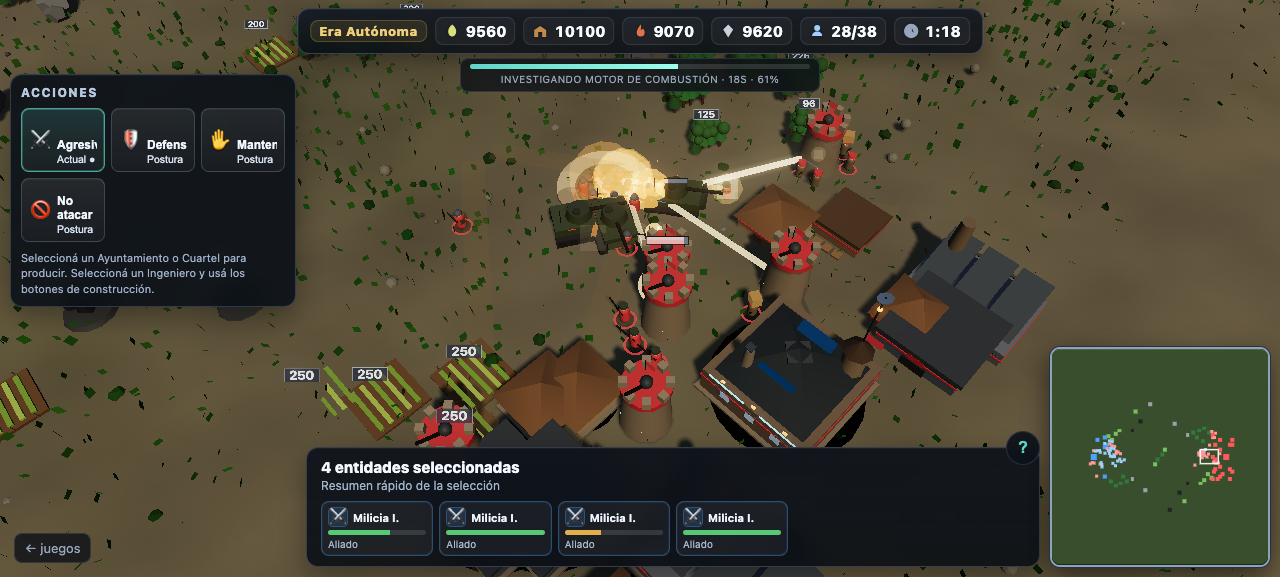 200
Era Autónoma
9560
10100
9070
9620
28/38
1:18
INVESTIGANDO MOTOR DE COMBUSTIÓN · 18S · 61%
ACCIONES
Agresiv
Actual •
Defens
Postura
Manten
Postura
No
atacar
Postura
Seleccioná un Ayuntamiento o Cuartel para
producir. Seleccioná un Ingeniero y usá los
botones de construcción.
96
125
250
250
250
250
4 entidades seleccionadas
Resumen rápido de la selección
Milicia I.
Aliado
Milicia I.
Aliado
Milicia I.
Aliado
Milicia I.
Aliado
?
← juegos